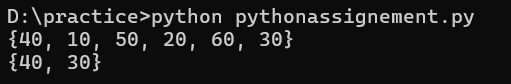 D:\practice>python pythonassignement.py
{40, 10, 50, 20, 60, 30}
{40, 30}